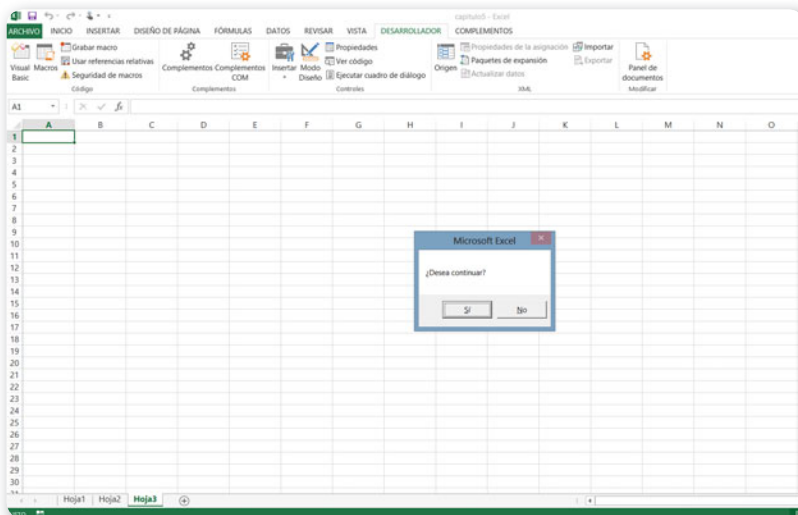 capitulo5 - Excel
ARCHIVO INICIO INSERTAR DISEÑO DE PÁGINA FÓRMULAS DATOS REVISAR VISTA DESARROLLADOR COMPLEMENTOS
Visual Basic
Macros
Grabar macro
Usar referencias relativas
Seguridad de macros
Código
Complementos
Complementos COM
Complementos
Insertar
Modo Diseño
Propiedades
Ver código
Ejecutar cuadro de diálogo
Controles
Origen
Propiedades de la asignación
Paquetes de expansión
Actualizar datos
Importar
Exportar
XML
Panel de documentos
Modificar
A1
fx
A B C D E F G H I J K L M N O
1
2
3
4
5
6
7
8
9
10
11
12
13
14
15
16
17
18
19
20
21
22
23
24
25
26
27
28
29
30
Microsoft Excel
¿Desea continuar?
Sí No
Hoja1 Hoja2 Hoja3